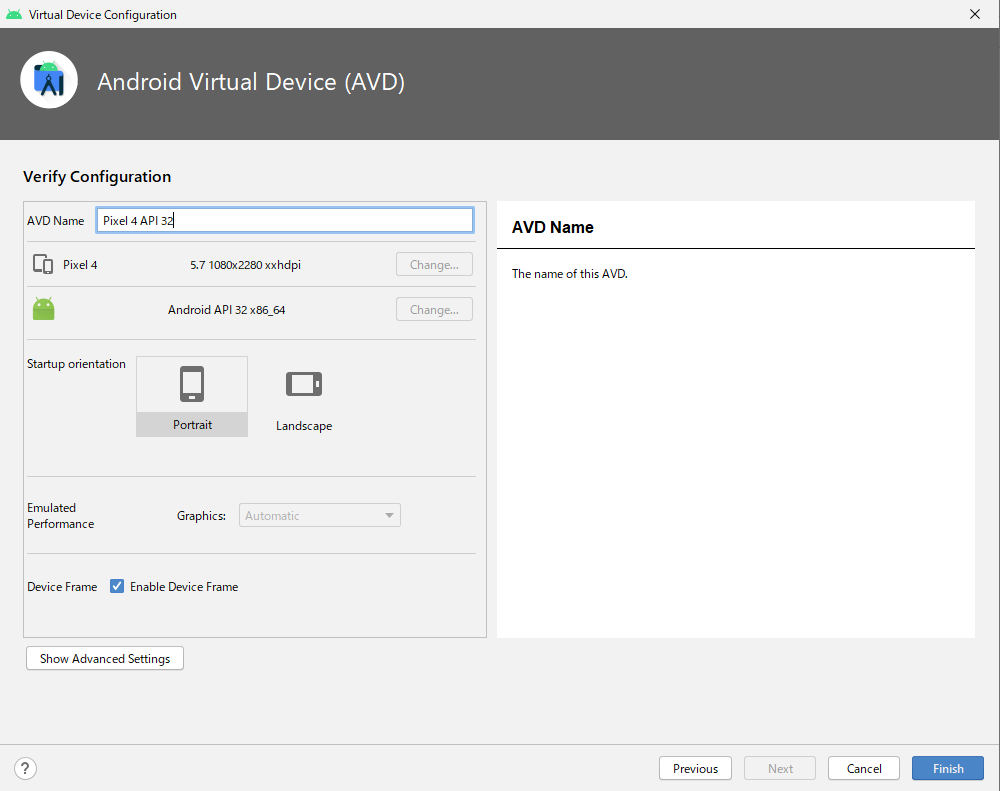 Virtual Device Configuration
Android Virtual Device (AVD)
Verify Configuration
AVD Name
Pixel 4 API 32
Pixel 4
5.7 1080x2280 xxhdpi
Change...
Android API 32 x86_64
Change...
Startup orientation
Portrait
Landscape
Emulated
Performance
Graphics:
Automatic
Device Frame
Enable Device Frame
Show Advanced Settings
AVD Name
The name of this AVD.
?
Previous
Next
Cancel
Finish